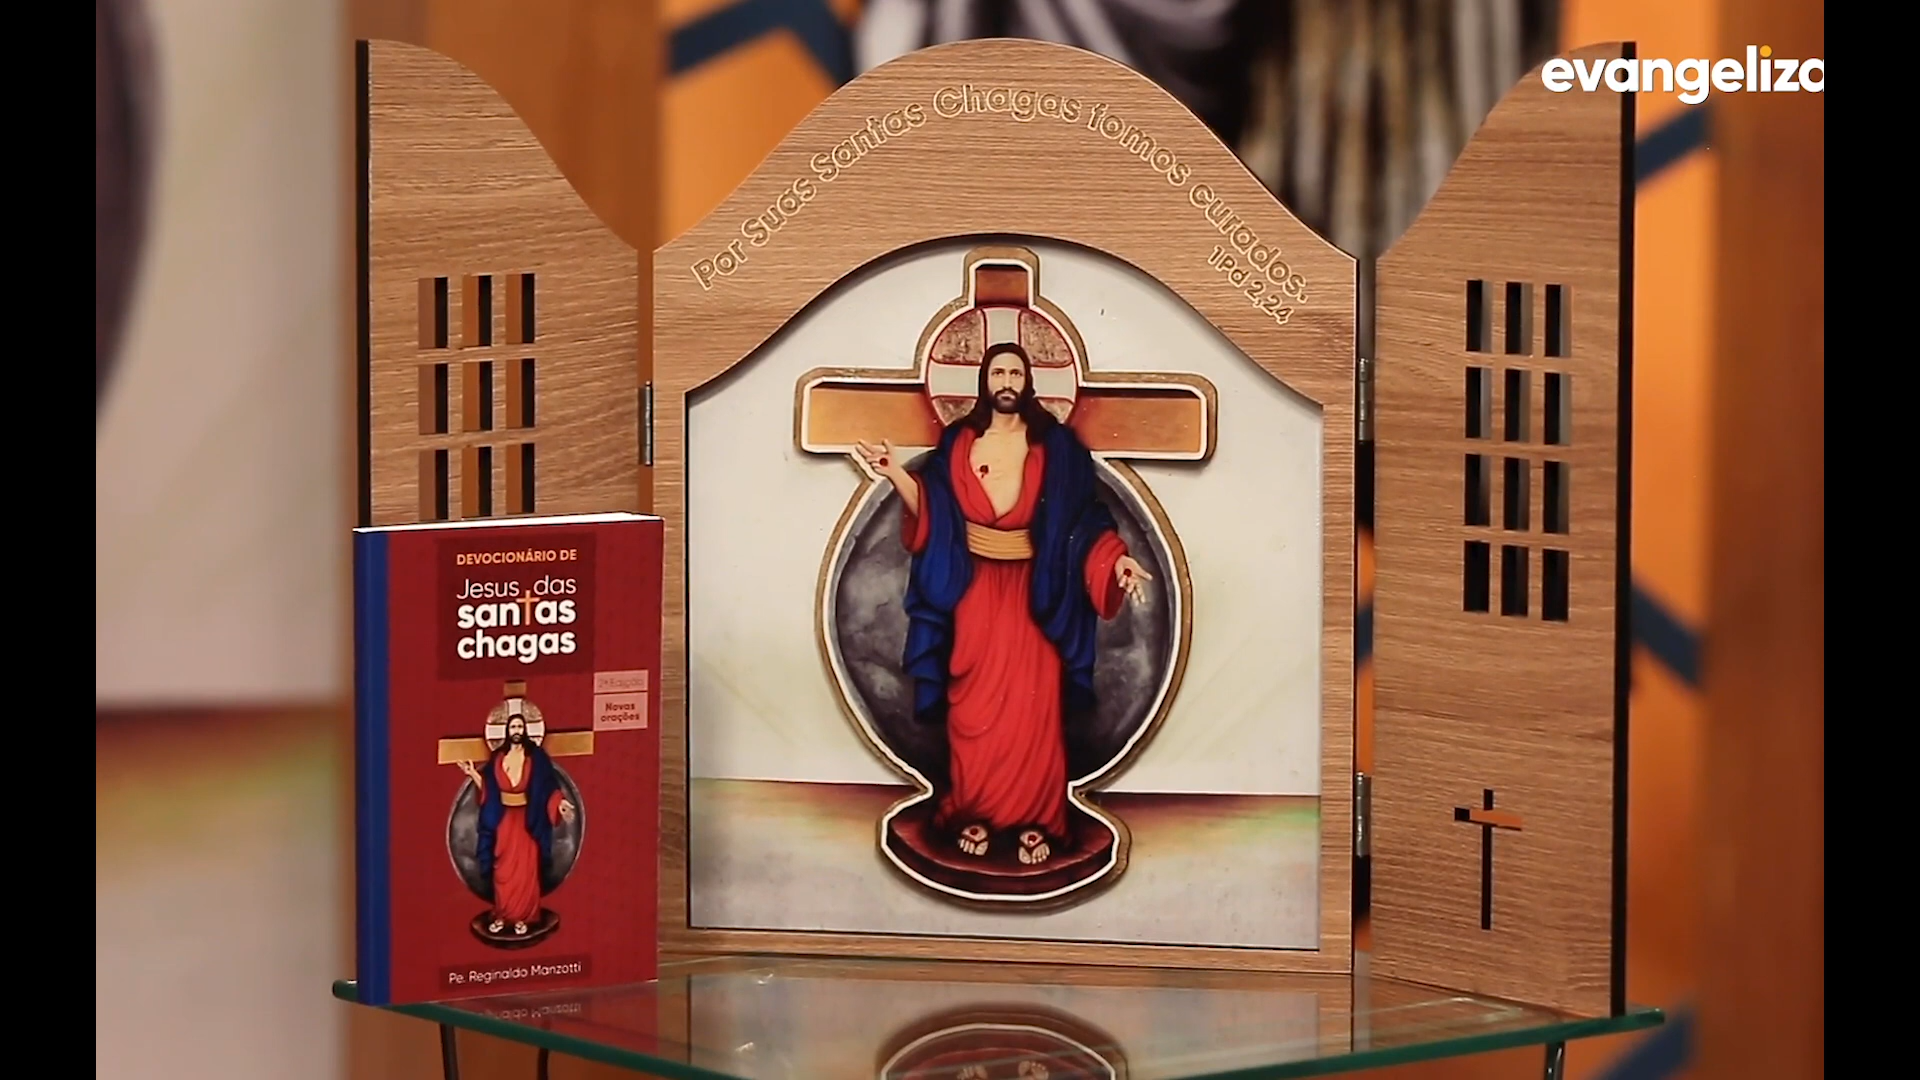 evangeliza
Por Suas Santas Chagas fomos curados.
1Pd 2,24
DEVOCIONÁRIO DE
Jesus das
santas
chagas
2ª Edição
Novas
orações
Pe. Reginaldo Manzotti